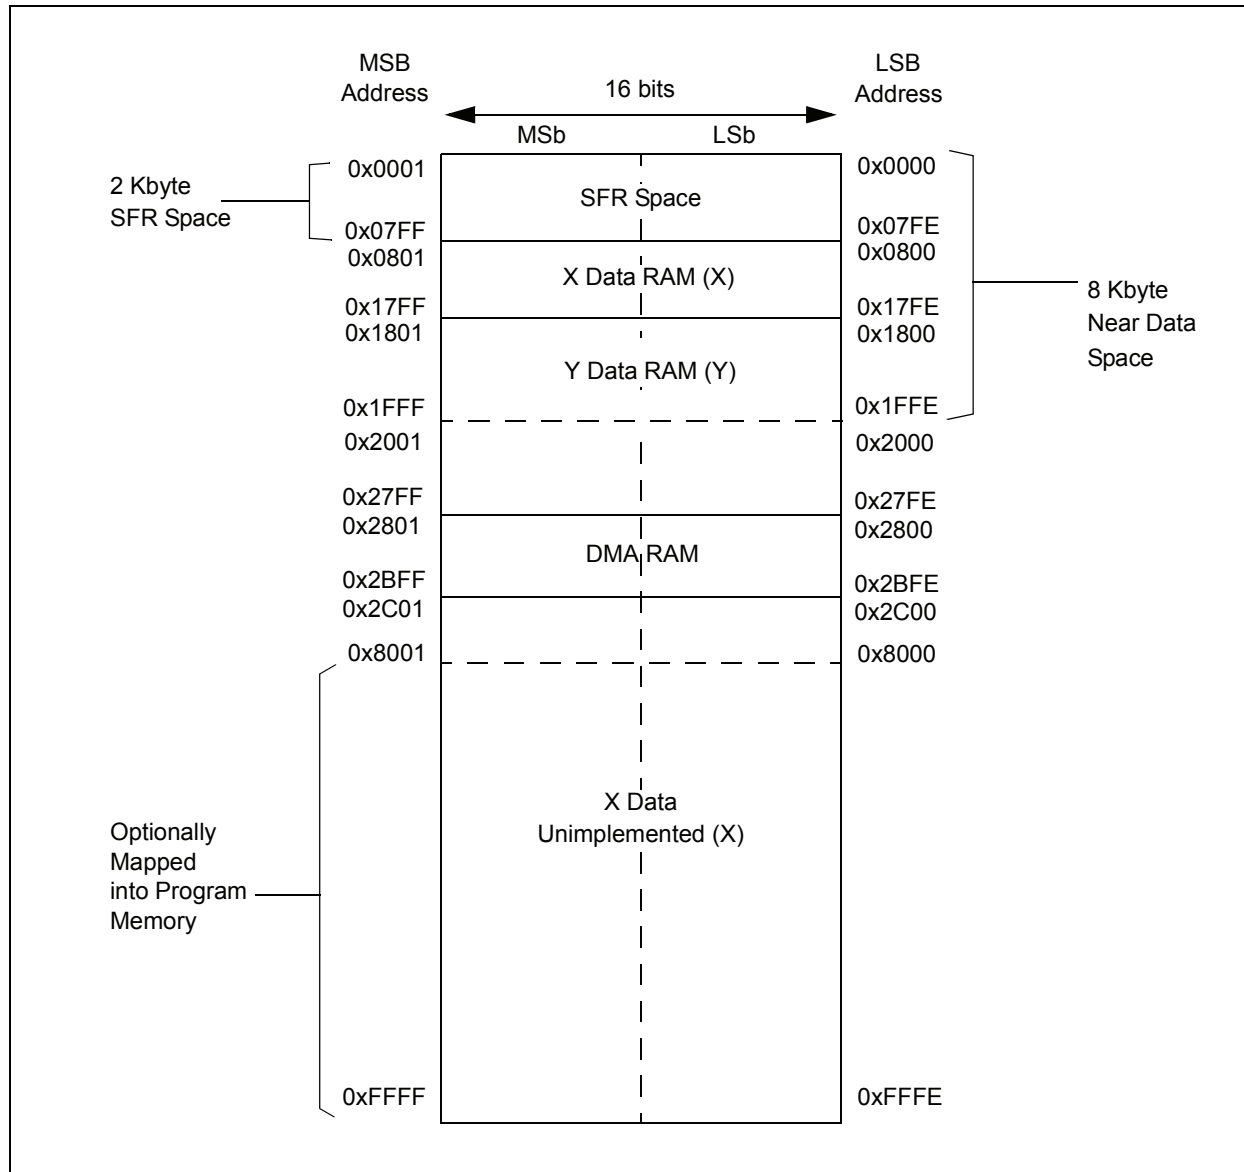 MSB
Address
LSB
Address
16 bits
MSb
LSb
0x0001
0x0000
2 Kbyte
SFR Space
SFR Space
0x07FF
0x07FE
0x0801
0x0800
X Data RAM (X)
0x17FF
0x17FE
0x1801
0x1800
8 Kbyte
Near Data
Space
Y Data RAM (Y)
0x1FFF
0x1FFE
0x2001
0x2000
0x27FF
0x27FE
0x2801
0x2800
DMA RAM
0x2BFF
0x2BFE
0x2C01
0x2C00
0x8001
0x8000
X Data
Unimplemented (X)
Optionally
Mapped
into Program
Memory
0xFFFF
0xFFFE